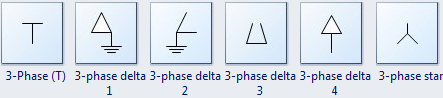 3-Phase (T)
3-phase delta
1
3-phase delta
2
3-phase delta
3
3-phase delta
4
3-phase star